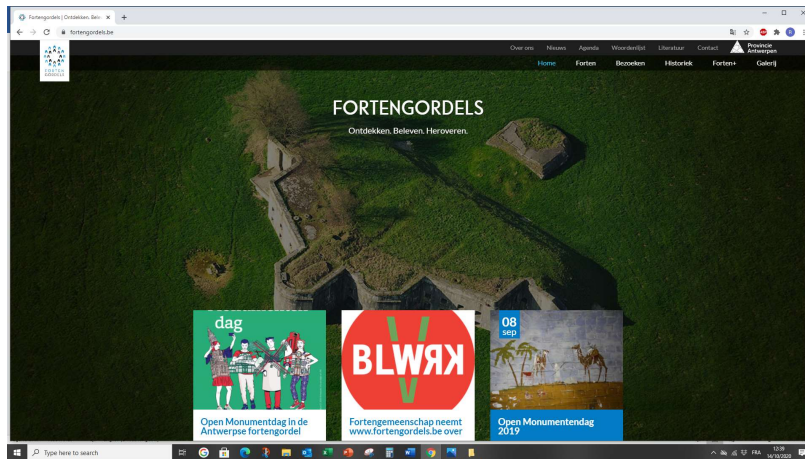 Fortengordels | Ontdekken. Bele
fortengordels.be
Over ons Nieuws Agenda Woordenlijst Literatuur Contact Provincie Antwerpen
Home Forten Bezoeken Historiek Forten+ Galerij
FORTEN
GORDELS
FORTENGORDELS
Ontdekken. Beleven. Heroveren.
dag
Open Monumentdag in de
Antwerpse fortengordel
BLWRK
V
Fortengemeenschap neemt
www.fortengordels.be over
08
sep
Open Monumentendag
2019
Type here to search
FRA
12:39
14/10/2020